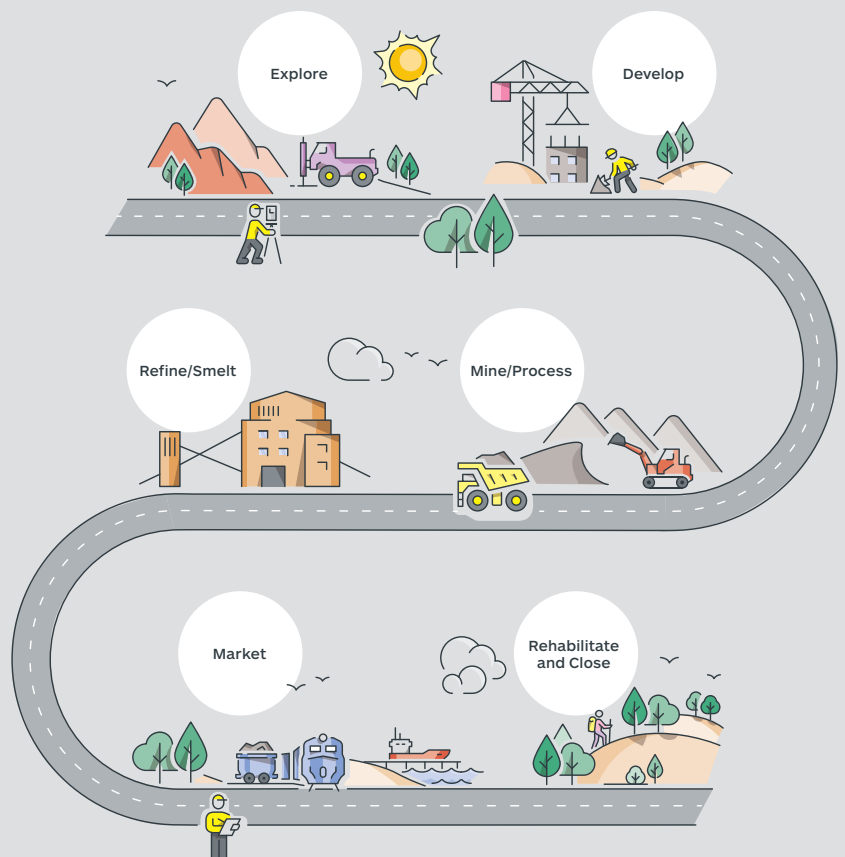 Explore
Develop
Refine/Smelt
Mine/Process
Market
Rehabilitate
and Close